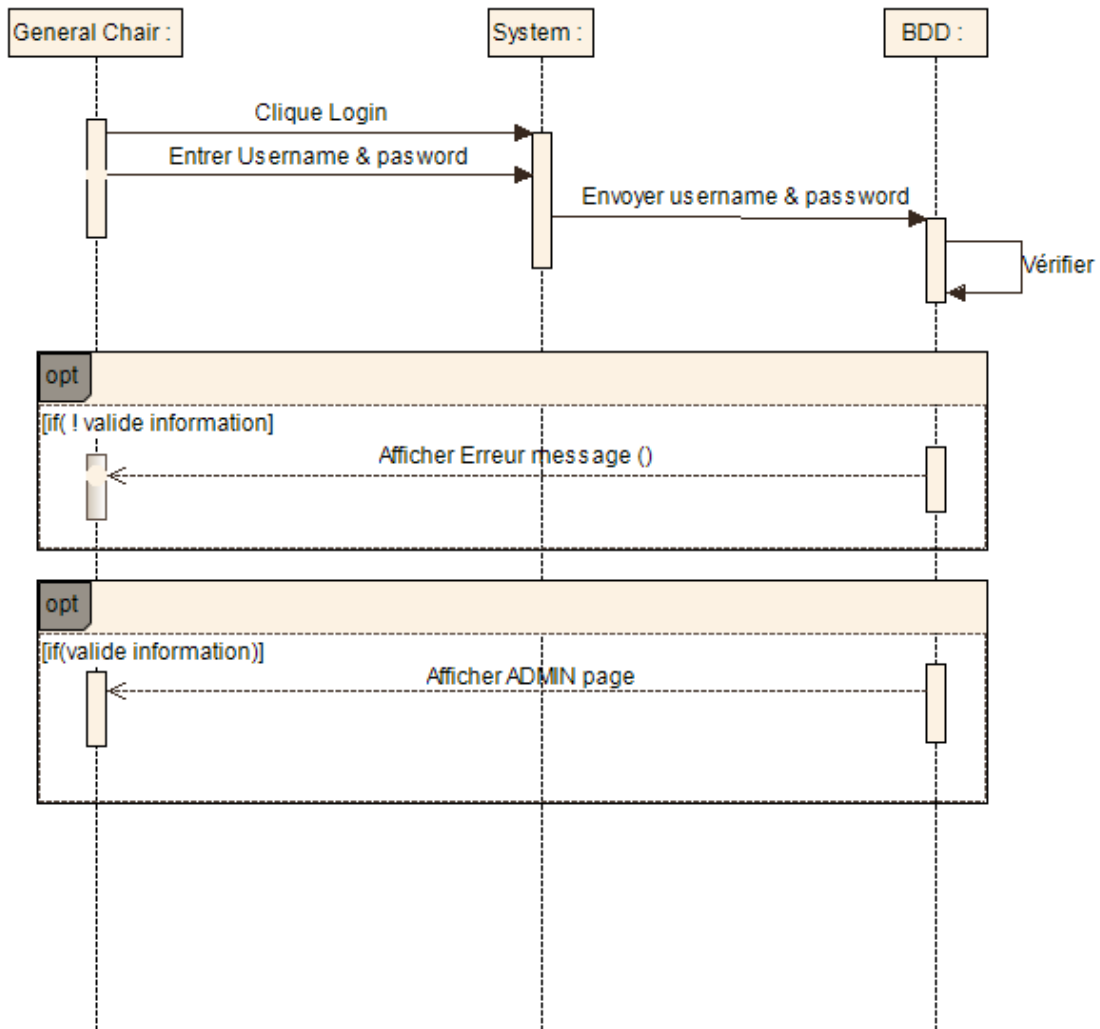 General Chair :
System :
BDD :
Clique Login
Entrer Username & pasword
Envoyer username & password
Vérifier
opt
[if( ! valide information]
Afficher Erreur message ()
opt
[if(valide information)]
Afficher ADMIN page